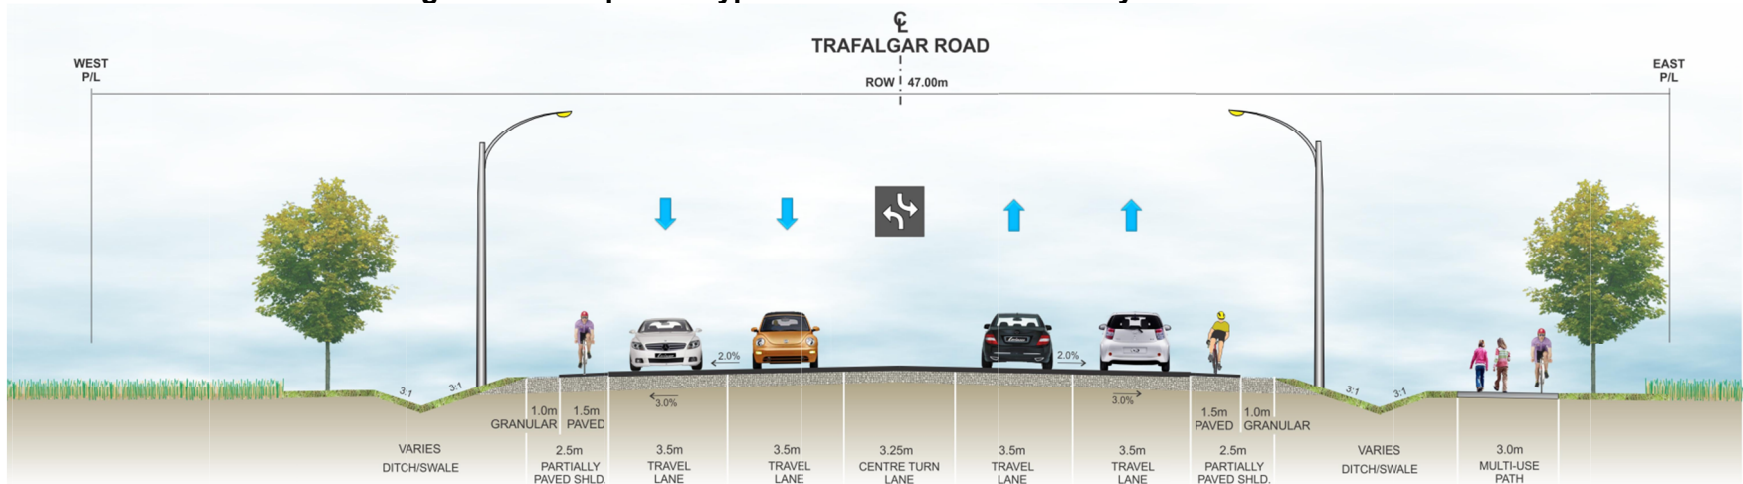 ℄
TRAFALGAR ROAD
WEST
P/L
EAST
P/L
ROW 47.00m
2.0%
2.0%
3:1
3:1
3:1
3:1
3.0%
3.0%
1.0m
GRANULAR
1.5m
PAVED
1.5m
PAVED
1.0m
GRANULAR
VARIES
DITCH/SWALE
2.5m
PARTIALLY
PAVED SHLD.
3.5m
TRAVEL
LANE
3.5m
TRAVEL
LANE
3.25m
CENTRE TURN
LANE
3.5m
TRAVEL
LANE
3.5m
TRAVEL
LANE
2.5m
PARTIALLY
PAVED SHLD.
VARIES
DITCH/SWALE
3.0m
MULTI-USE
PATH